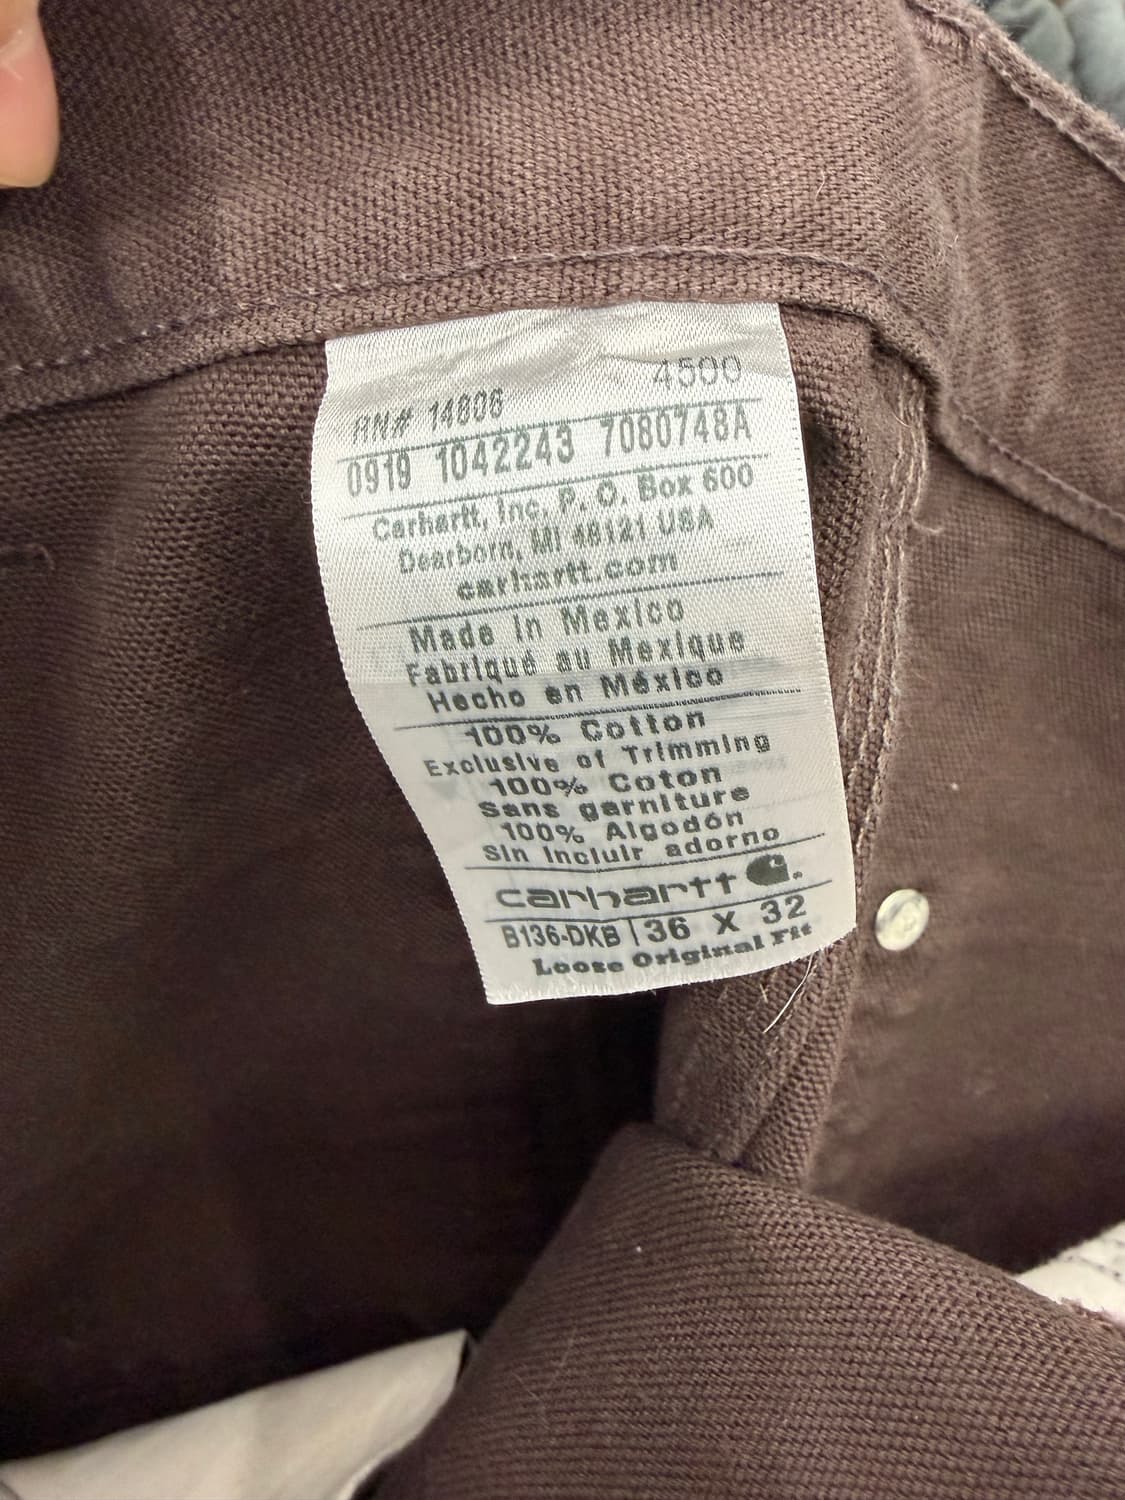 4500
RN# 14806
0919 1042243 7080748A
Carhartt, Inc, P. O. Box 600
Dearborn, MI 48121 USA
carhartt.com
Made in Mexico
Fabriqué au Mexique
Hecho en México
100% Cotton
Exclusive of Trimming
100% Coton
Sans garniture
100% Algodón
Sin incluir adorno
carhartt
B136-DKB | 36 X 32
Loose Original Fit